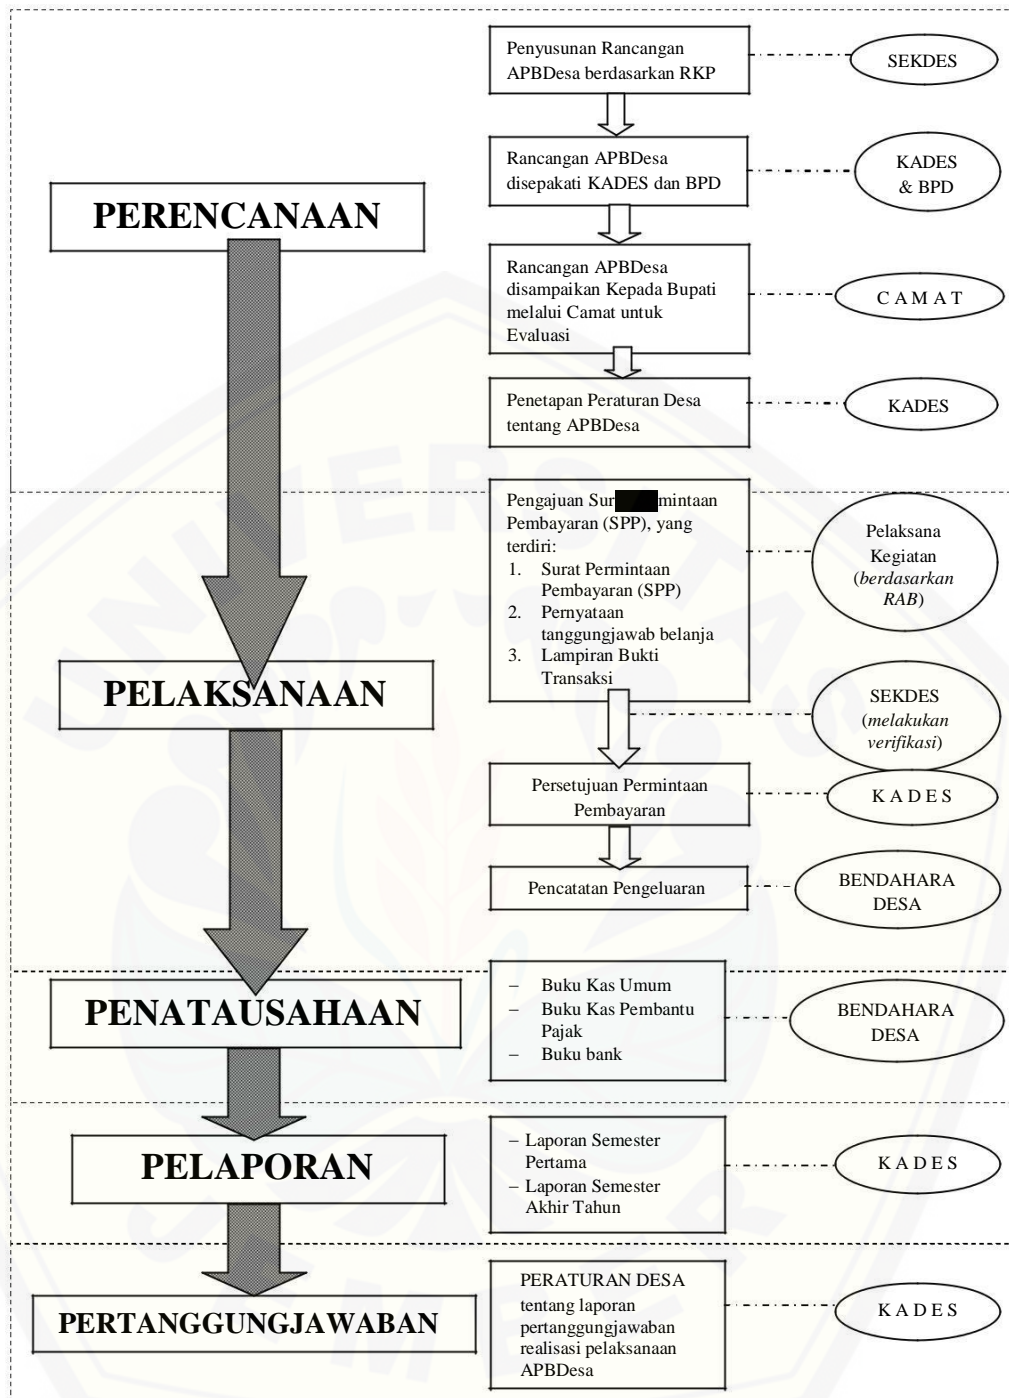 Penyusunan Rancangan
APBDesa berdasarkan RKP
SEKDES
Rancangan APBDesa
disepakati KADES dan BPD
KADES
& BPD
PERENCANAAN
Rancangan APBDesa
disampaikan Kepada Bupati
melalui Camat untuk
Evaluasi
C A M A T
Penetapan Peraturan Desa
tentang APBDesa
KADES
Pengajuan
Pembayaran (SPP), yang
terdiri:
1. Surat Permintaan
Pembayaran (SPP)
2. Pernyataan
tanggungjawab belanja
3. Lampiran Bukti
Transaksi
Pelaksana
Kegiatan
(berdasarkan
RAB)
PELAKSANAAN
SEKDES
(melakukan
verifikasi)
Persetujuan Permintaan
Pembayaran
K A D E S
Pencatatan Pengeluaran
BENDAHARA
DESA
PENATAUSAHAAN
– Buku Kas Umum
– Buku Kas Pembantu
Pajak
– Buku bank
BENDAHARA
DESA
PELAPORAN
– Laporan Semester
Pertama
– Laporan Semester
Akhir Tahun
K A D E S
PERTANGGUNGJAWABAN
PERATURAN DESA
tentang laporan
pertanggungjawaban
realisasi pelaksanaan
APBDesa
K A D E S
UNIVERSITAS
JEMBER